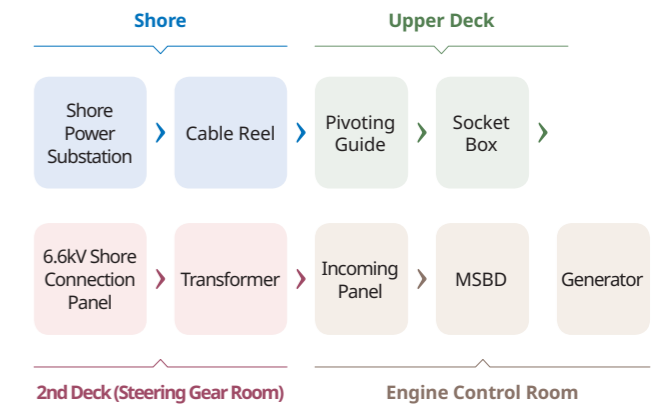 Shore
Upper Deck
Shore
Power
Substation
Cable Reel
Pivoting
Guide
Socket
Box
6.6kV Shore
Connection
Panel
Transformer
Incoming
Panel
MSBD
Generator
2nd Deck (Steering Gear Room)
Engine Control Room